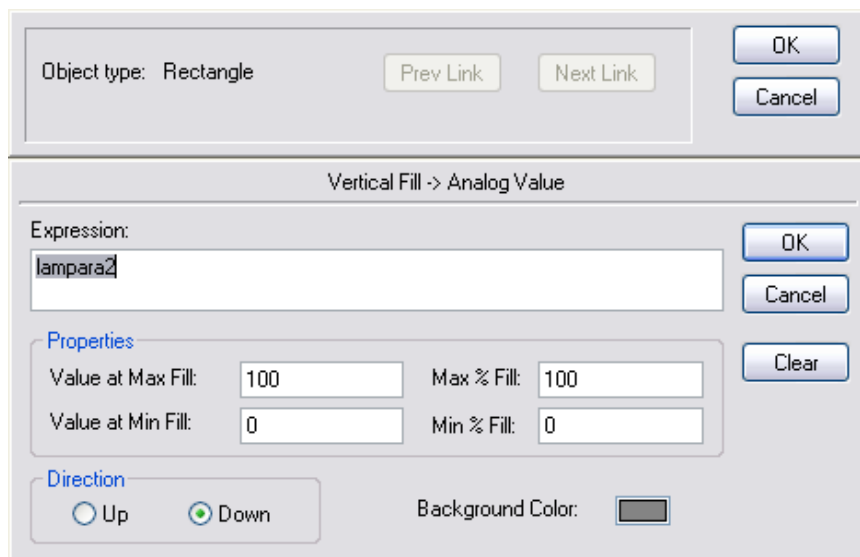 Object type: Rectangle Prev Link Next Link OK
Cancel
Vertical Fill -> Analog Value
Expression:
lampara2
OK
Cancel
Clear
Properties
Value at Max Fill: 100 Max % Fill: 100
Value at Min Fill: 0 Min % Fill: 0
Direction
Up Down Background Color: